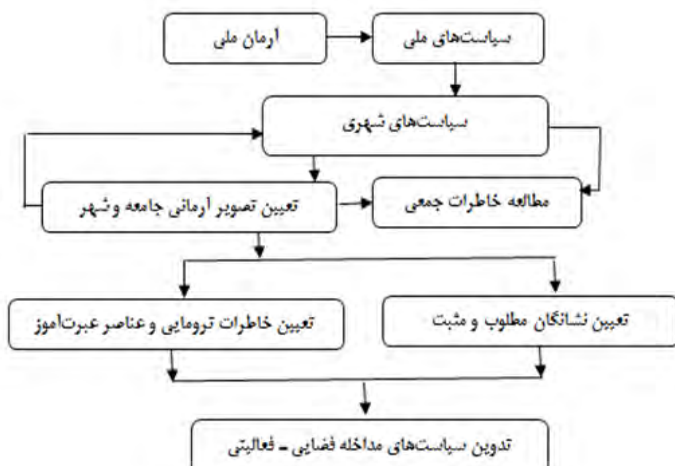 آرمان ملی
سیاست‌های ملی
سیاست‌های شهری
تعیین تصویر آرمانی جامعه و شهر
مطالعه خاطرات جمعی
تعیین خاطرات ترومایی و عناصر عبرت‌آموز
تعیین نشانگان مطلوب و مثبت
تدوین سیاست‌های مداخله فضایی - فعالیتی